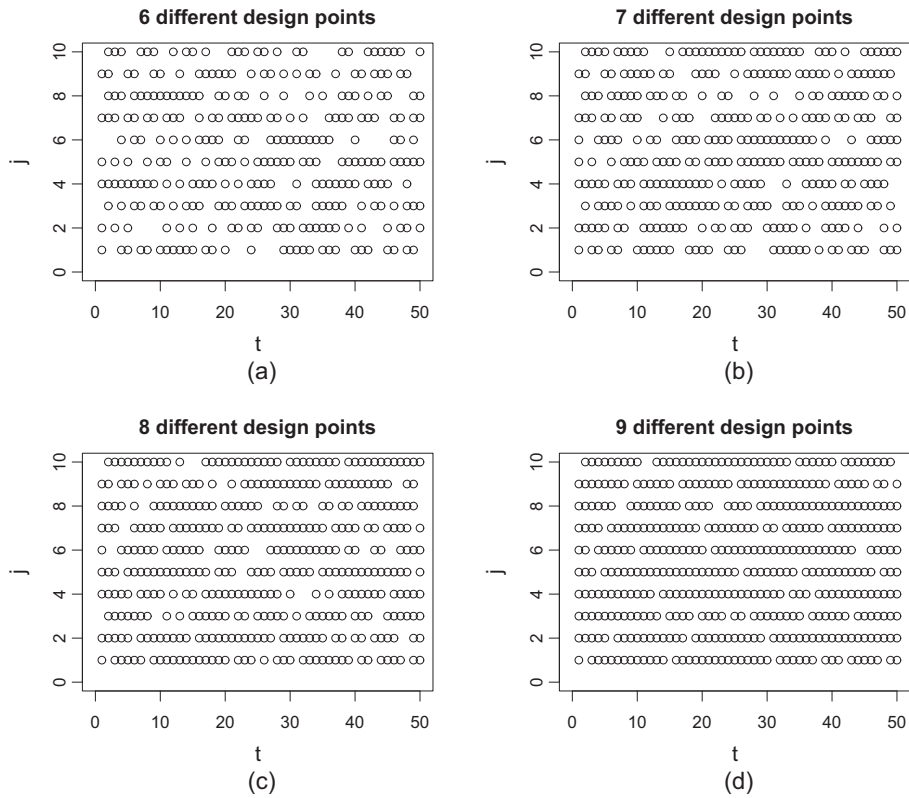 6 different design points
j
10
8
6
4
2
0
0 10 20 30 40 50
t
(a)
7 different design points
j
10
8
6
4
2
0
0 10 20 30 40 50
t
(b)
8 different design points
j
10
8
6
4
2
0
0 10 20 30 40 50
t
(c)
9 different design points
j
10
8
6
4
2
0
0 10 20 30 40 50
t
(d)